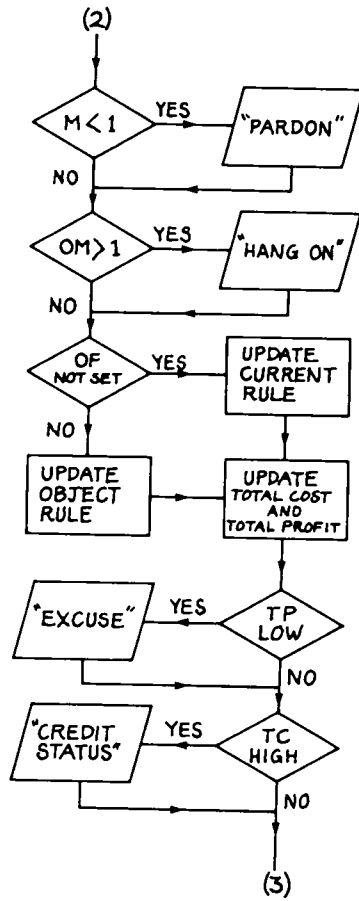 (2)
M < 1
YES
"PARDON"
NO
OM > 1
YES
"HANG ON"
NO
OF
NOT SET
YES
UPDATE
CURRENT
RULE
NO
UPDATE
OBJECT
RULE
UPDATE
TOTAL COST
AND
TOTAL PROFIT
TP
LOW
YES
"EXCUSE"
NO
TC
HIGH
YES
"CREDIT
STATUS"
NO
(3)